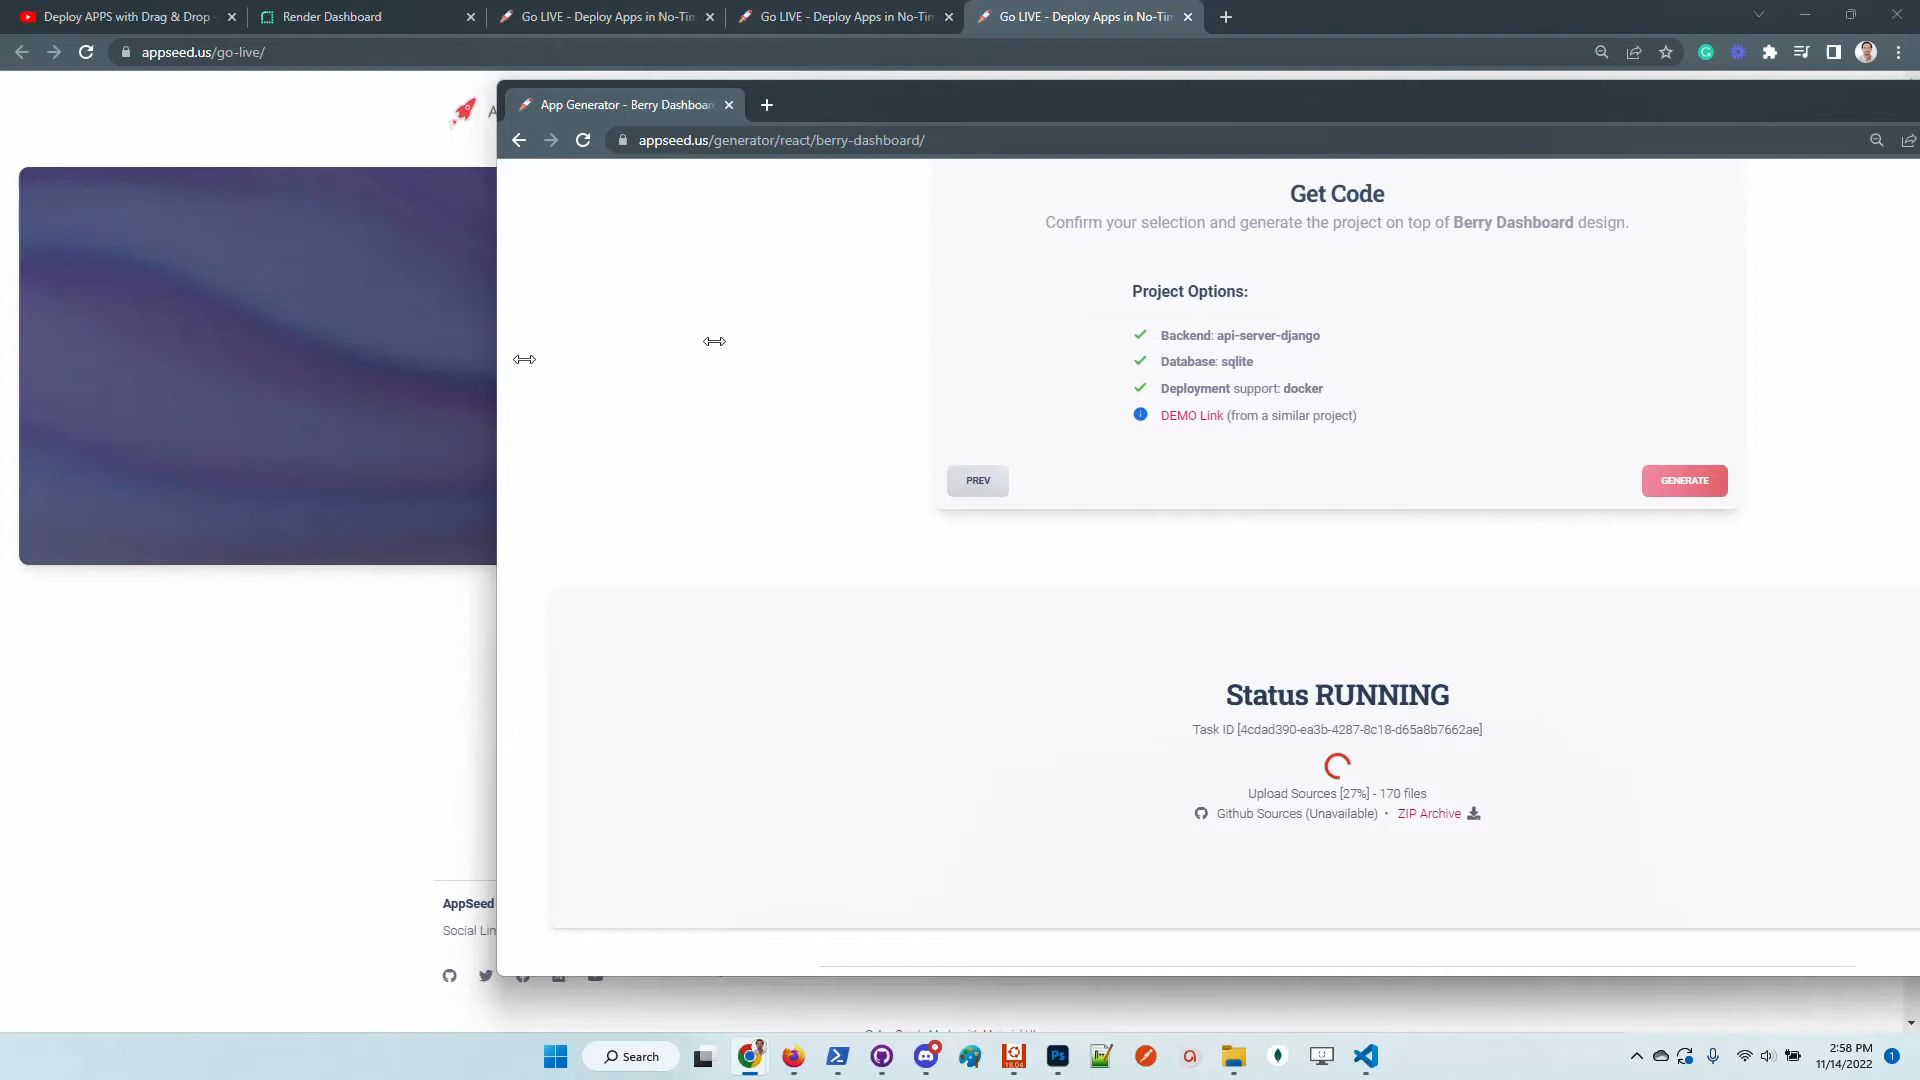 Deploy APPS with Drag & Drop -
Render Dashboard
Go LIVE - Deploy Apps in No-Tim
Go LIVE - Deploy Apps in No-Tim
Go LIVE - Deploy Apps in No-Tim
appseed.us/go-live/
A
App Generator - Berry Dashboard
appseed.us/generator/react/berry-dashboard/
Get Code
Confirm your selection and generate the project on top of Berry Dashboard design.
Project Options:
Backend: api-server-django
Database: sqlite
Deployment support: docker
DEMO Link (from a similar project)
PREV
GENERATE
Status RUNNING
Task ID [4cdad390-ea3b-4287-8c18-d65a8b7662ae]
Upload Sources [27%] - 170 files
Github Sources (Unavailable) • ZIP Archive
AppSeed
Social Lin
Search
Ps
18.04
2:58 PM
11/14/2022
1